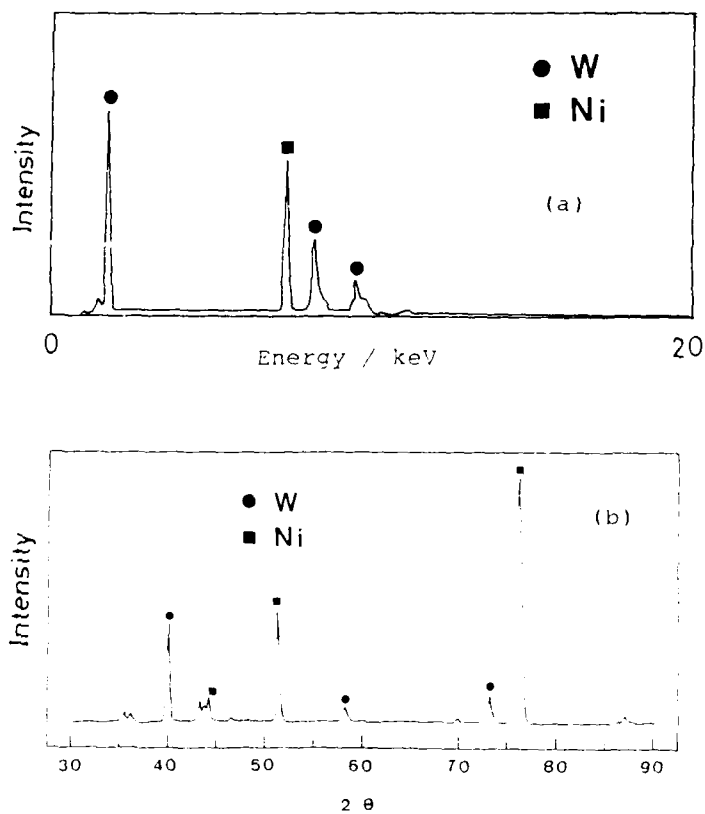 ● W
■ Ni
(a)
Intensity
0
20
Energy / keV
● W
■ Ni
(b)
Intensity
30 40 50 60 70 80 90
2 θ